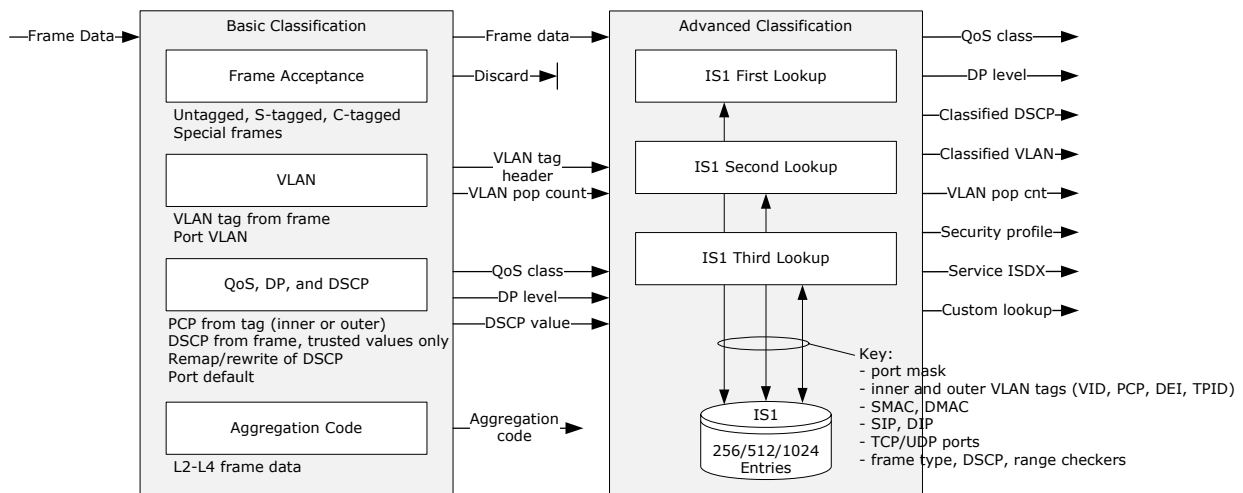 Basic Classification
Advanced Classification
Frame Data
Frame data
QoS class
Frame Acceptance
Discard
IS1 First Lookup
DP level
Untagged, S-tagged, C-tagged
Special frames
Classified DSCP
VLAN
VLAN tag
header
VLAN pop count
IS1 Second Lookup
Classified VLAN
VLAN pop cnt
VLAN tag from frame
Port VLAN
Security profile
QoS, DP, and DSCP
QoS class
DP level
DSCP value
IS1 Third Lookup
Service ISDX
Custom lookup
PCP from tag (inner or outer)
DSCP from frame, trusted values only
Remap/rewrite of DSCP
Port default
Key:
- port mask
- inner and outer VLAN tags (VID, PCP, DEI, TPID)
- SMAC, DMAC
- SIP, DIP
- TCP/UDP ports
- frame type, DSCP, range checkers
Aggregation Code
Aggregation
code
L2-L4 frame data
IS1
256/512/1024
Entries